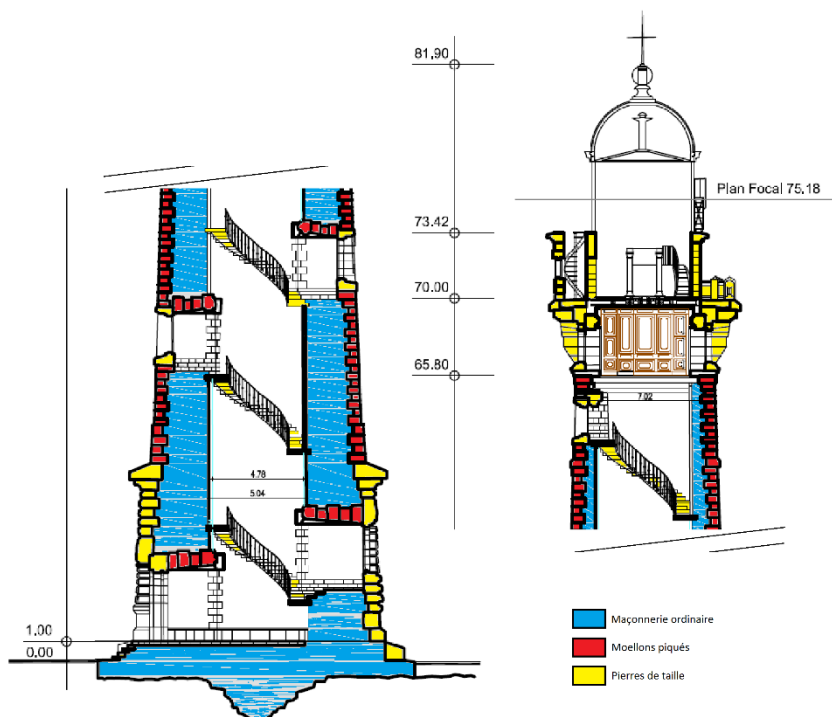 81.90
Plan Focal 75.18
73.42
70.00
65.80
7.02
4.78
5.04
1.00
0.00
Maçonnerie ordinaire
Moellons piqués
Pierres de taille